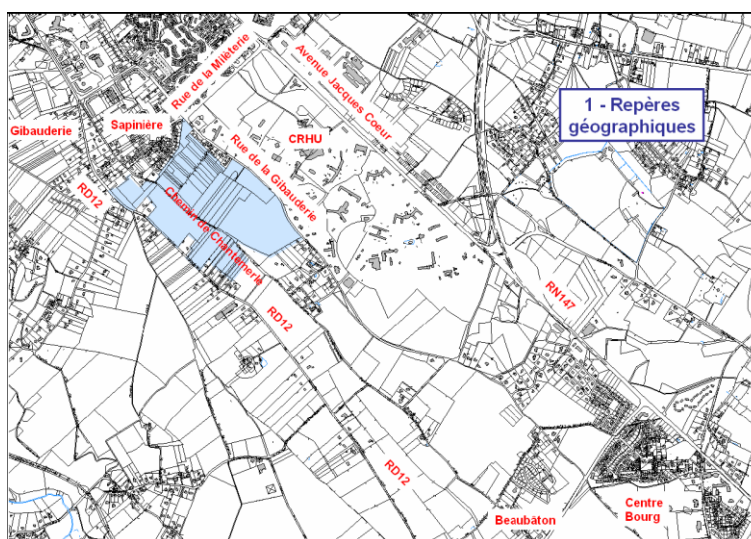 Rue de la Milèterie
Avenue Jacques Coeur
1 - Repères
géographiques
Gibauderie
Sapinière
CRHU
Rue de la Gibauderie
RD12
Chemin de Chantemerle
RN147
RD12
RD12
Beaubâton
Centre
Bourg